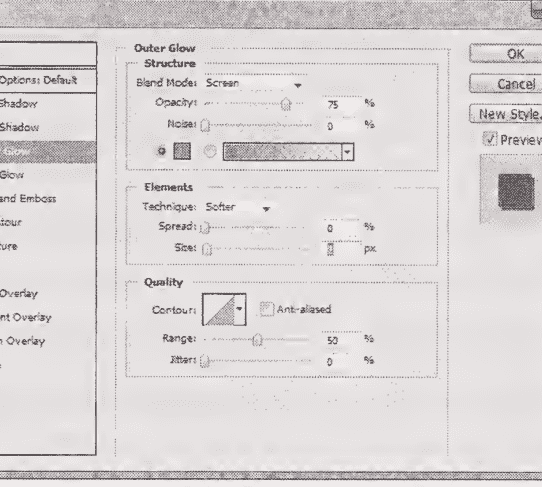 Options: Default
Shadow
Shadow
Glow
Glow
and Emboss
tour
ture
Overlay
nt Overlay
n Overlay
Outer Glow
Structure
Blend Mode: Screen
Opacity: 75 %
Noise: 0 %
Elements
Technique: Softer
Spread: 0 %
Size: px
Quality
Contour: Anti-aliased
Range: 50 %
Jitter: 0 %
OK
Cancel
New Style.
Preview